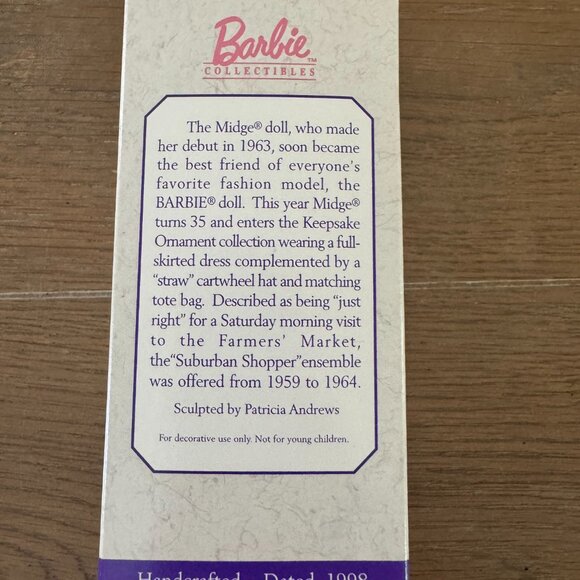 Barbie™
COLLECTIBLES
The Midge® doll, who made
her debut in 1963, soon became
the best friend of everyone's
favorite fashion model, the
BARBIE® doll. This year Midge®
turns 35 and enters the Keepsake
Ornament collection wearing a full-
skirted dress complemented by a
“straw” cartwheel hat and matching
tote bag. Described as being “just
right” for a Saturday morning visit
to the Farmers' Market,
the“Suburban Shopper”ensemble
was offered from 1959 to 1964.
Sculpted by Patricia Andrews
For decorative use only. Not for young children.
Handcrafted Dated 1998